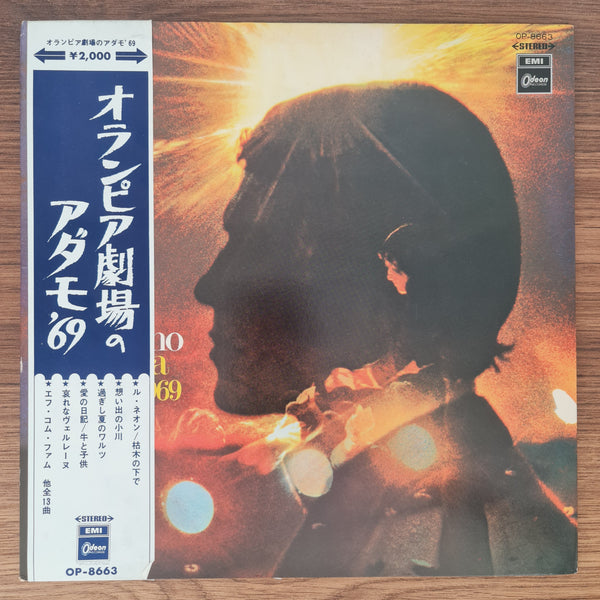 オランピア劇場のアダモ'69
¥2,000
オランピア劇場の
アダモ'69
★ル・ネオン/枯木の下で
★想い出の小川
★過ぎし夏のワルツ
★愛の日記/牛と子供
★哀れなヴェルレーヌ
★エフ・コム・ファム 他全13曲
STEREO
EMI
Odeon
OP-8663
OP-8663
STEREO
EMI
Odeon
no
a
969